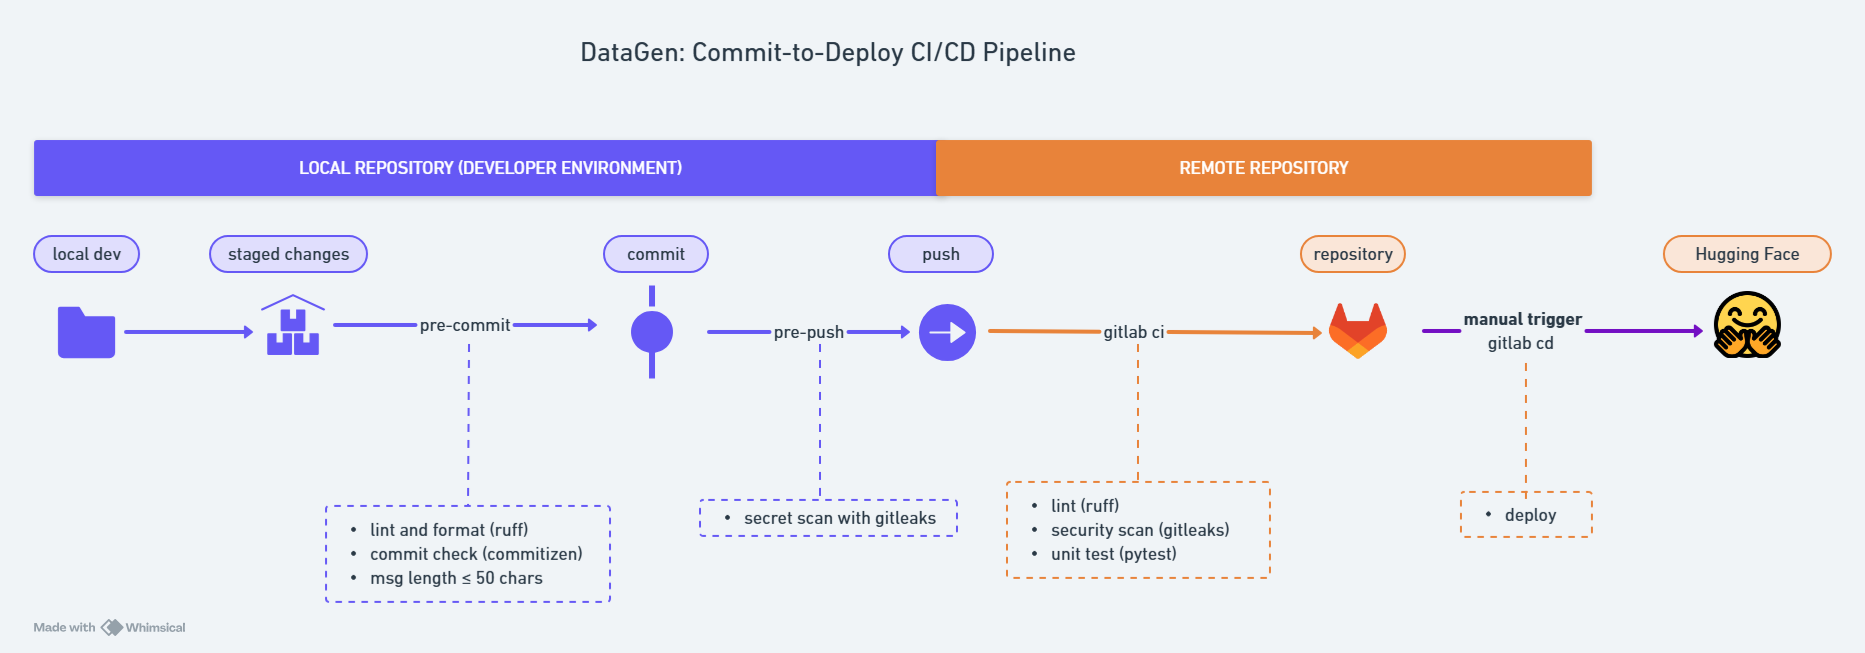 DataGen: Commit-to-Deploy CI/CD Pipeline
LOCAL REPOSITORY (DEVELOPER ENVIRONMENT)
REMOTE REPOSITORY
local dev
staged changes
commit
push
repository
Hugging Face
pre-commit
pre-push
gitlab ci
manual trigger
gitlab cd
• lint and format (ruff)
• commit check (commitizen)
• msg length ≤ 50 chars
• secret scan with gitleaks
• lint (ruff)
• security scan (gitleaks)
• unit test (pytest)
• deploy
Made with Whimsical